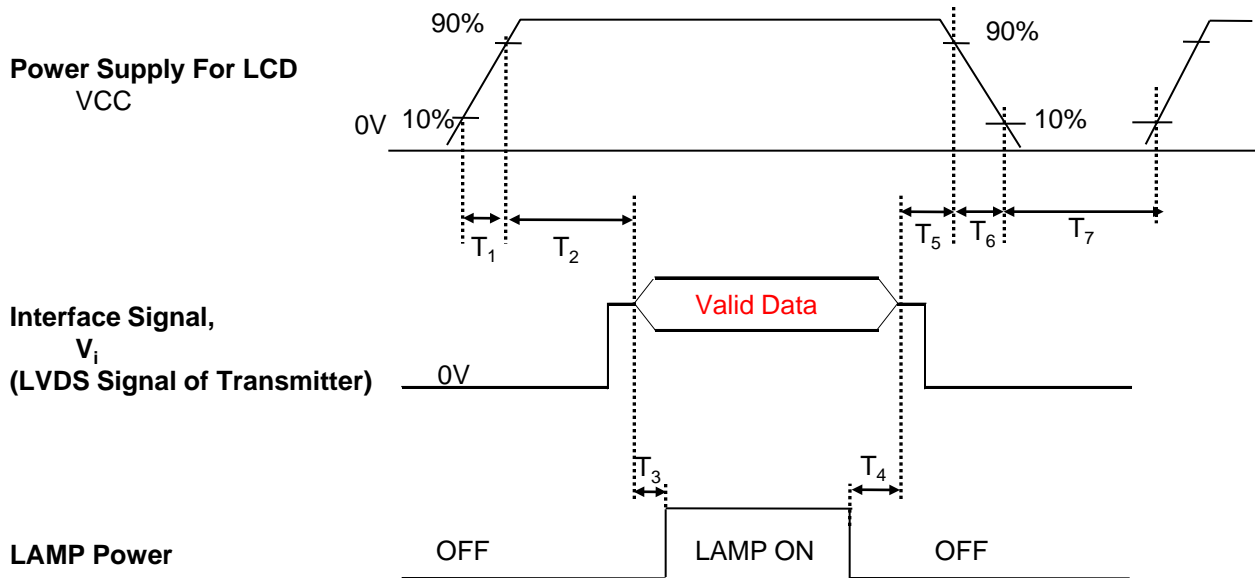 90%
90%
Power Supply For LCD
VCC
0V
10%
10%
T₁
T₂
T₅
T₆
T₇
Valid Data
Interface Signal,
Vᵢ
(LVDS Signal of Transmitter)
0V
T₃
T₄
LAMP Power
OFF
LAMP ON
OFF